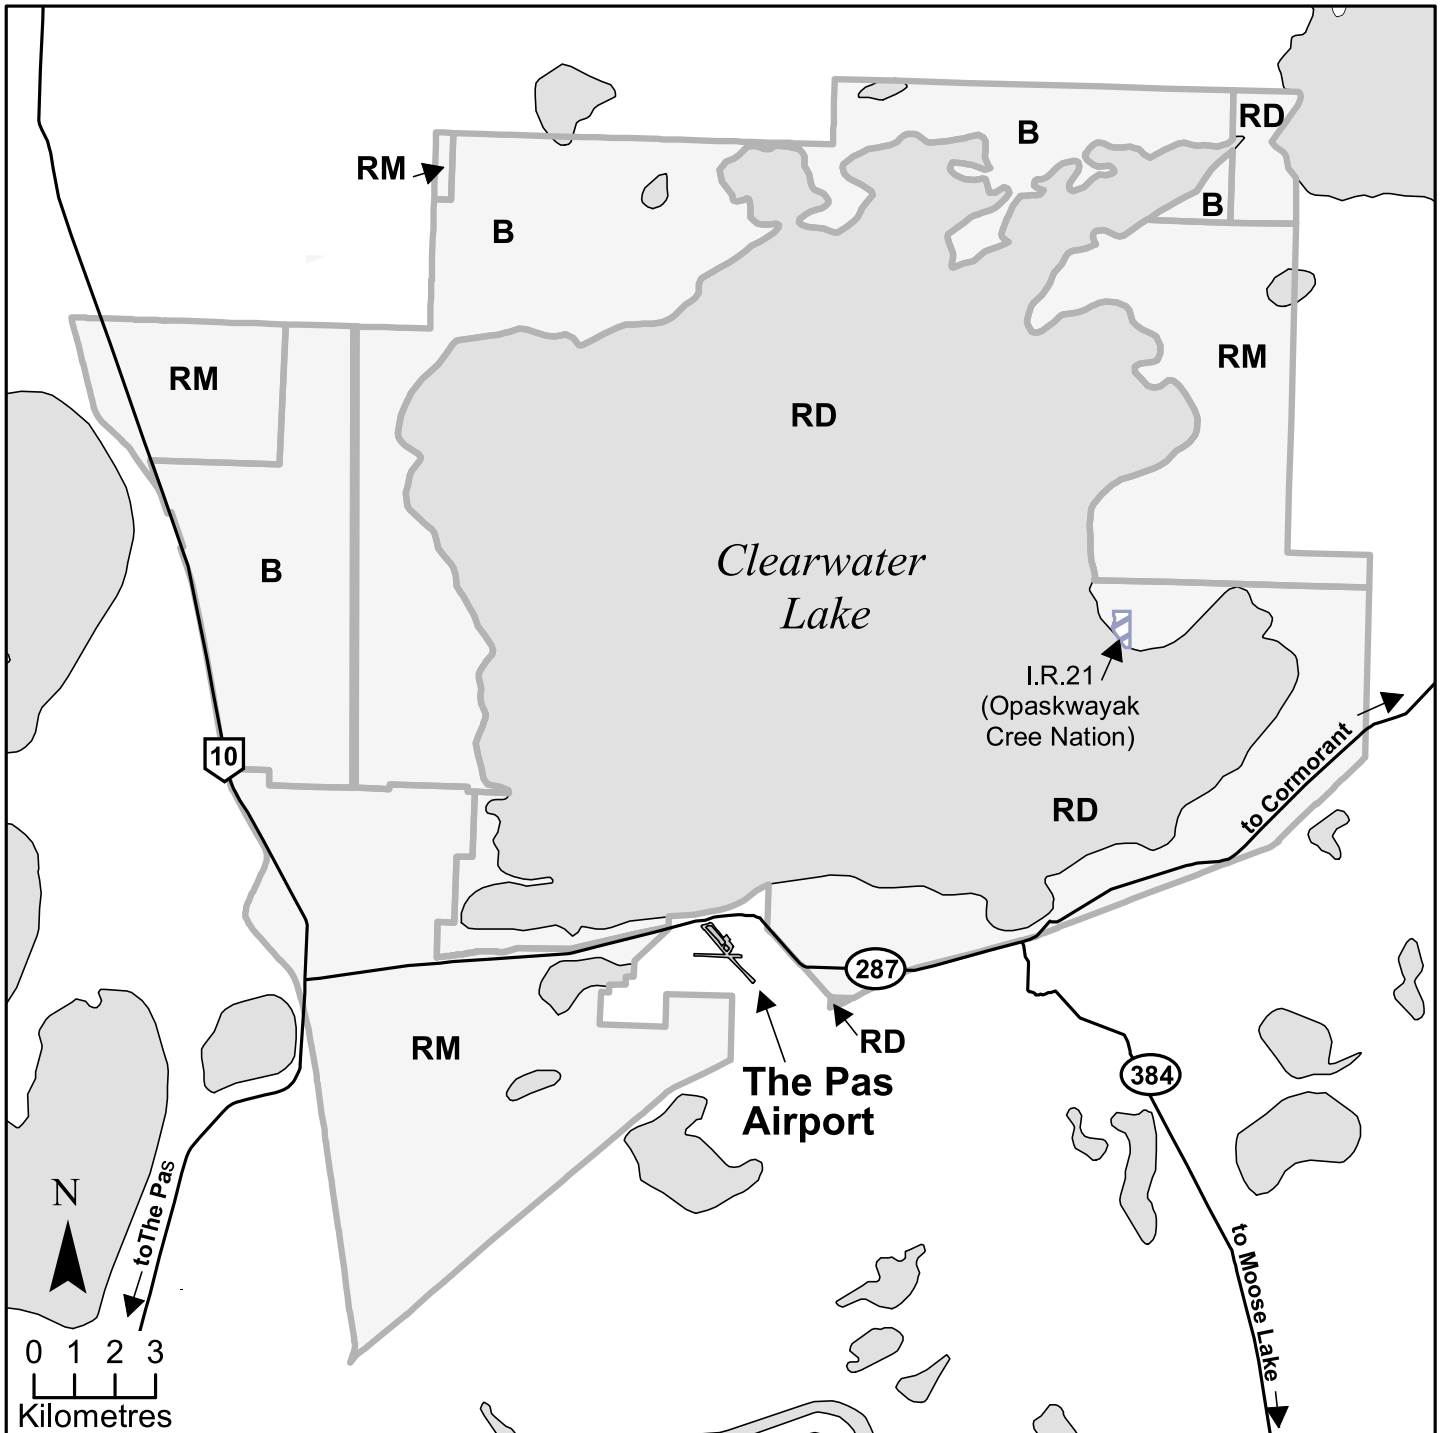 RD
B
RM
B
B
RM
RM
RD
B
Clearwater
Lake
I.R.21
(Opaskwayak
Cree Nation)
10
RD
to Cormorant
287
RM
RD
The Pas
Airport
384
toThe Pas
N
to Moose Lake
0 1 2 3
Kilometres